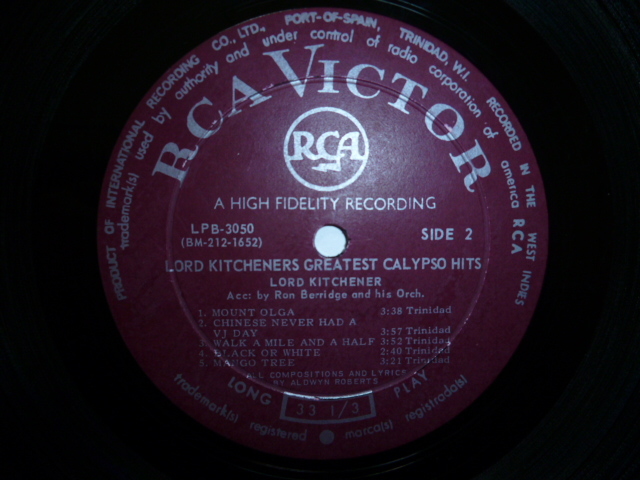 PRODUCT OF INTERNATIONAL RECORDING CO., LTD., PORT-OF-SPAIN, TRINIDAD, W.I. RECORDED IN THE WEST INDIES
trademark(s) used by authority and under control of radio corporation of america RCA
RCA VICTOR
RCA
A HIGH FIDELITY RECORDING
LPB-3050
(BM-212-1652)
SIDE 2
LORD KITCHENERS GREATEST CALYPSO HITS
LORD KITCHENER
Acc: by Ron Berridge and his Orch.
1. MOUNT OLGA 3:38 Trinidad
2. CHINESE NEVER HAD A
VJ DAY 3:57 Trinidad
3. WALK A MILE AND A HALF 3:52 Trinidad
4. BLACK OR WHITE 2:40 Trinidad
5. MANGO TREE 3:21 Trinidad
ALL COMPOSITIONS AND LYRICS
BY ALDWYN ROBERTS
LONG 33 1/3 PLAY
trademark(s) registered • marca(s) registrada(s)